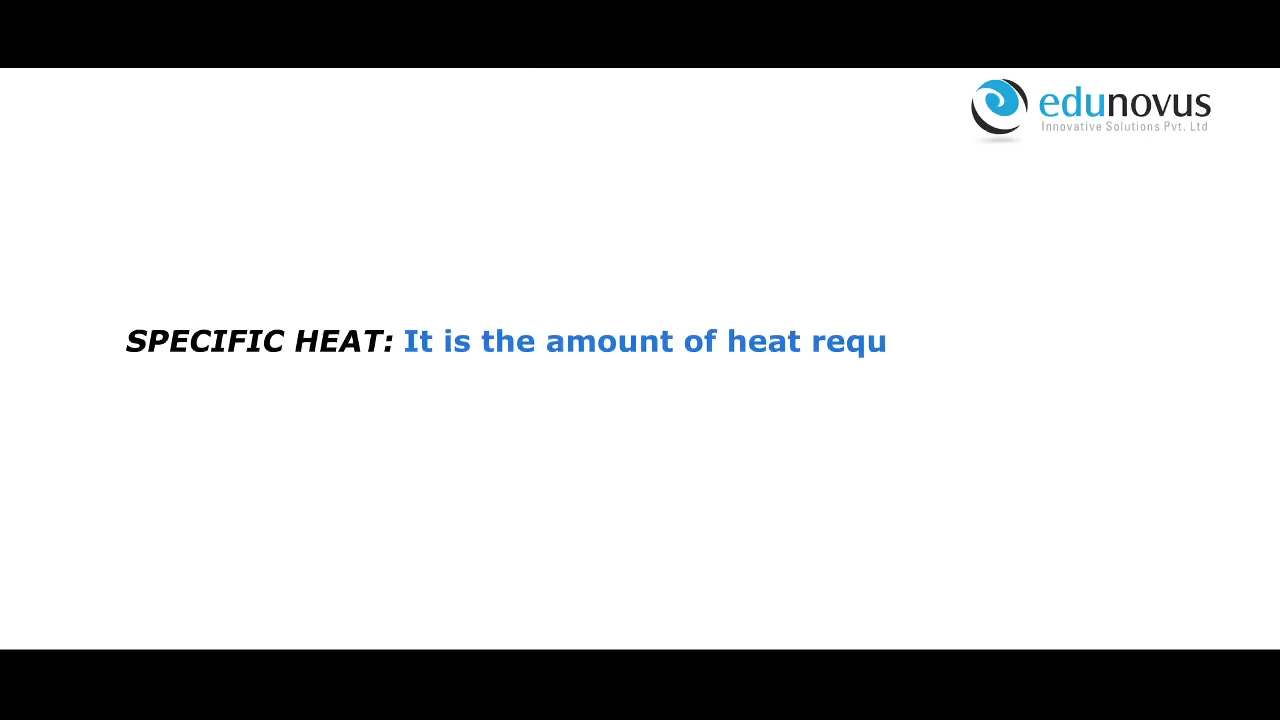 edunovus
Innovative Solutions Pvt. Ltd
SPECIFIC HEAT: It is the amount of heat requ